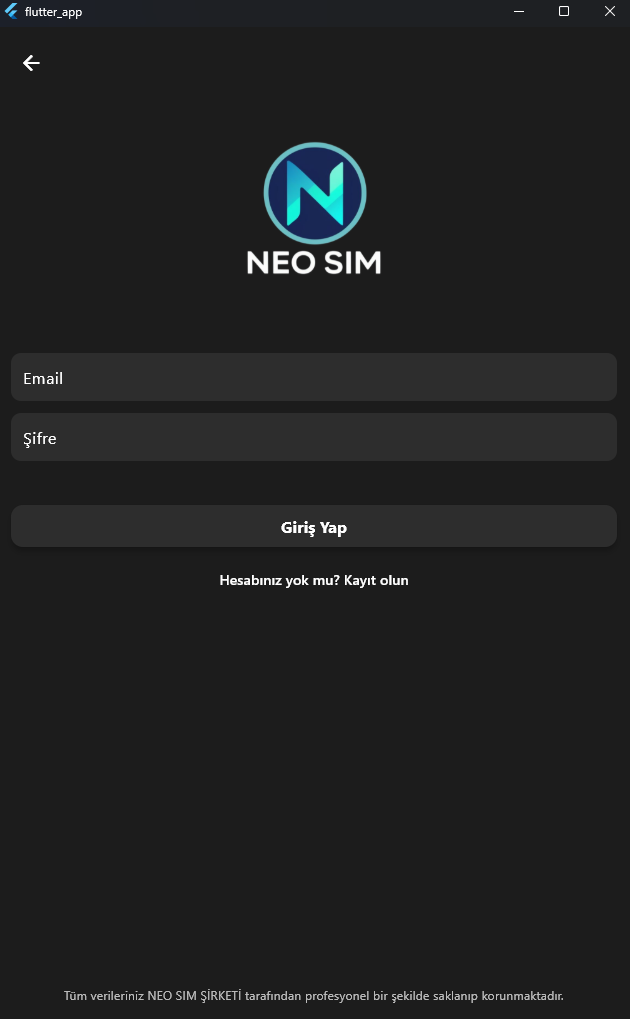 flutter_app
NEO SIM
Email
Şifre
Giriş Yap
Hesabınız yok mu? Kayıt olun
Tüm verileriniz NEO SIM ŞİRKETİ tarafından profesyonel bir şekilde saklanıp korunmaktadır.